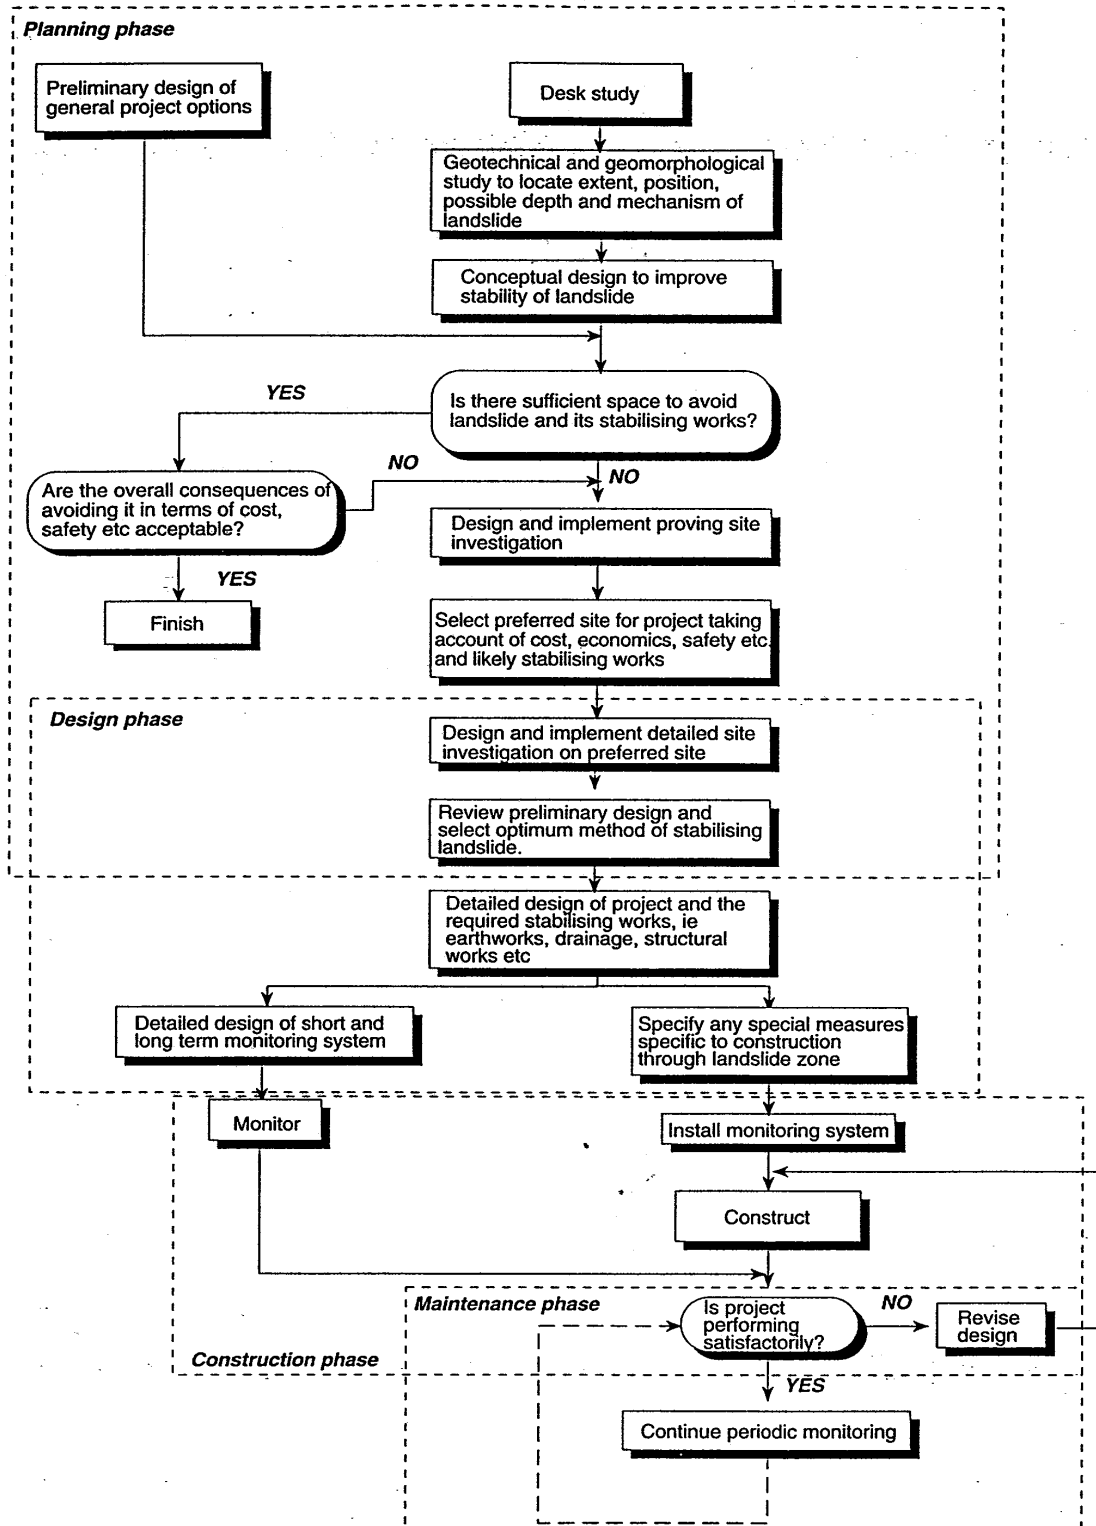 Planning phase
Preliminary design of
general project options
Desk study
Geotechnical and geomorphological
study to locate extent, position,
possible depth and mechanism of
landslide
Conceptual design to improve
stability of landslide
YES
Is there sufficient space to avoid
landslide and its stabilising works?
NO
NO
Are the overall consequences of
avoiding it in terms of cost,
safety etc acceptable?
Design and implement proving site
investigation
YES
Finish
Select preferred site for project taking
account of cost, economics, safety etc.
and likely stabilising works
Design phase
Design and implement detailed site
investigation on preferred site
Review preliminary design and
select optimum method of stabilising
landslide.
Detailed design of project and the
required stabilising works, ie
earthworks, drainage, structural
works etc
Detailed design of short and
long term monitoring system
Specify any special measures
specific to construction
through landslide zone
Monitor
Install monitoring system
Construct
Maintenance phase
Is project
performing
satisfactorily?
NO
Revise
design
Construction phase
YES
Continue periodic monitoring